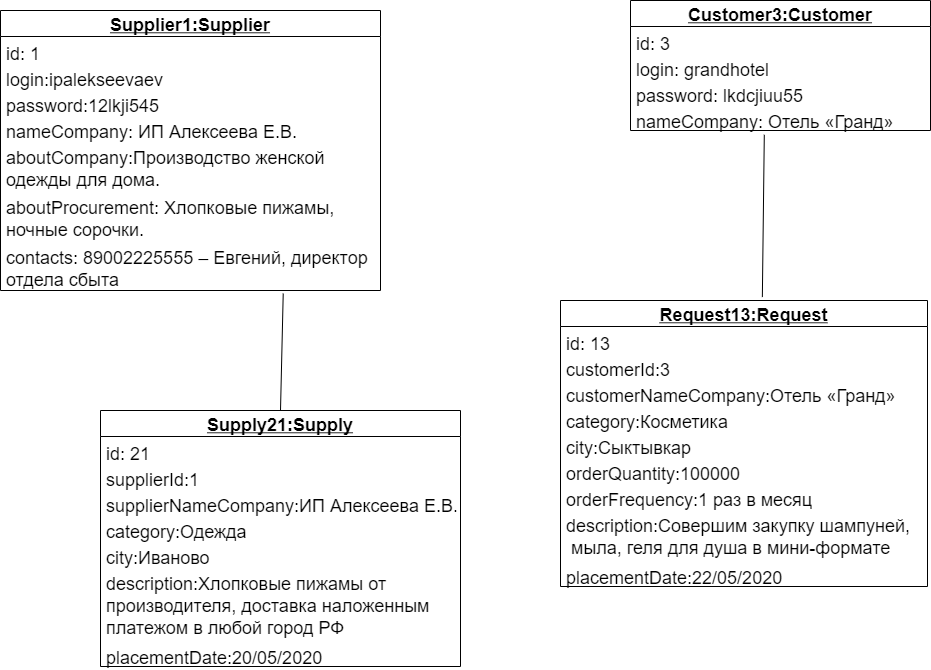 Supplier1:Supplier
id: 1
login:ipalekseevaev
password:12lkji545
nameCompany: ИП Алексеева Е.В.
aboutCompany:Производство женской
одежды для дома.
aboutProcurement: Хлопковые пижамы,
ночные сорочки.
contacts: 89002225555 – Евгений, директор
отдела сбыта
Customer3:Customer
id: 3
login: grandhotel
password: lkdcjiuu55
nameCompany: Отель «Гранд»
Supply21:Supply
id: 21
supplierId:1
supplierNameCompany:ИП Алексеева Е.В.
category:Одежда
city:Иваново
description:Хлопковые пижамы от
производителя, доставка наложенным
платежом в любой город РФ
placementDate:20/05/2020
Request13:Request
id: 13
customerId:3
customerNameCompany:Отель «Гранд»
category:Косметика
city:Сыктывкар
orderQuantity:100000
orderFrequency:1 раз в месяц
description:Совершим закупку шампуней,
мыла, геля для душа в мини-формате
placementDate:22/05/2020